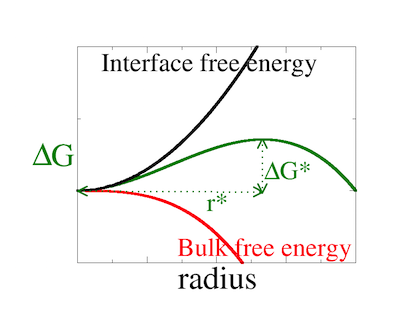 Interface free energy
ΔG
ΔG*
r*
Bulk free energy
radius